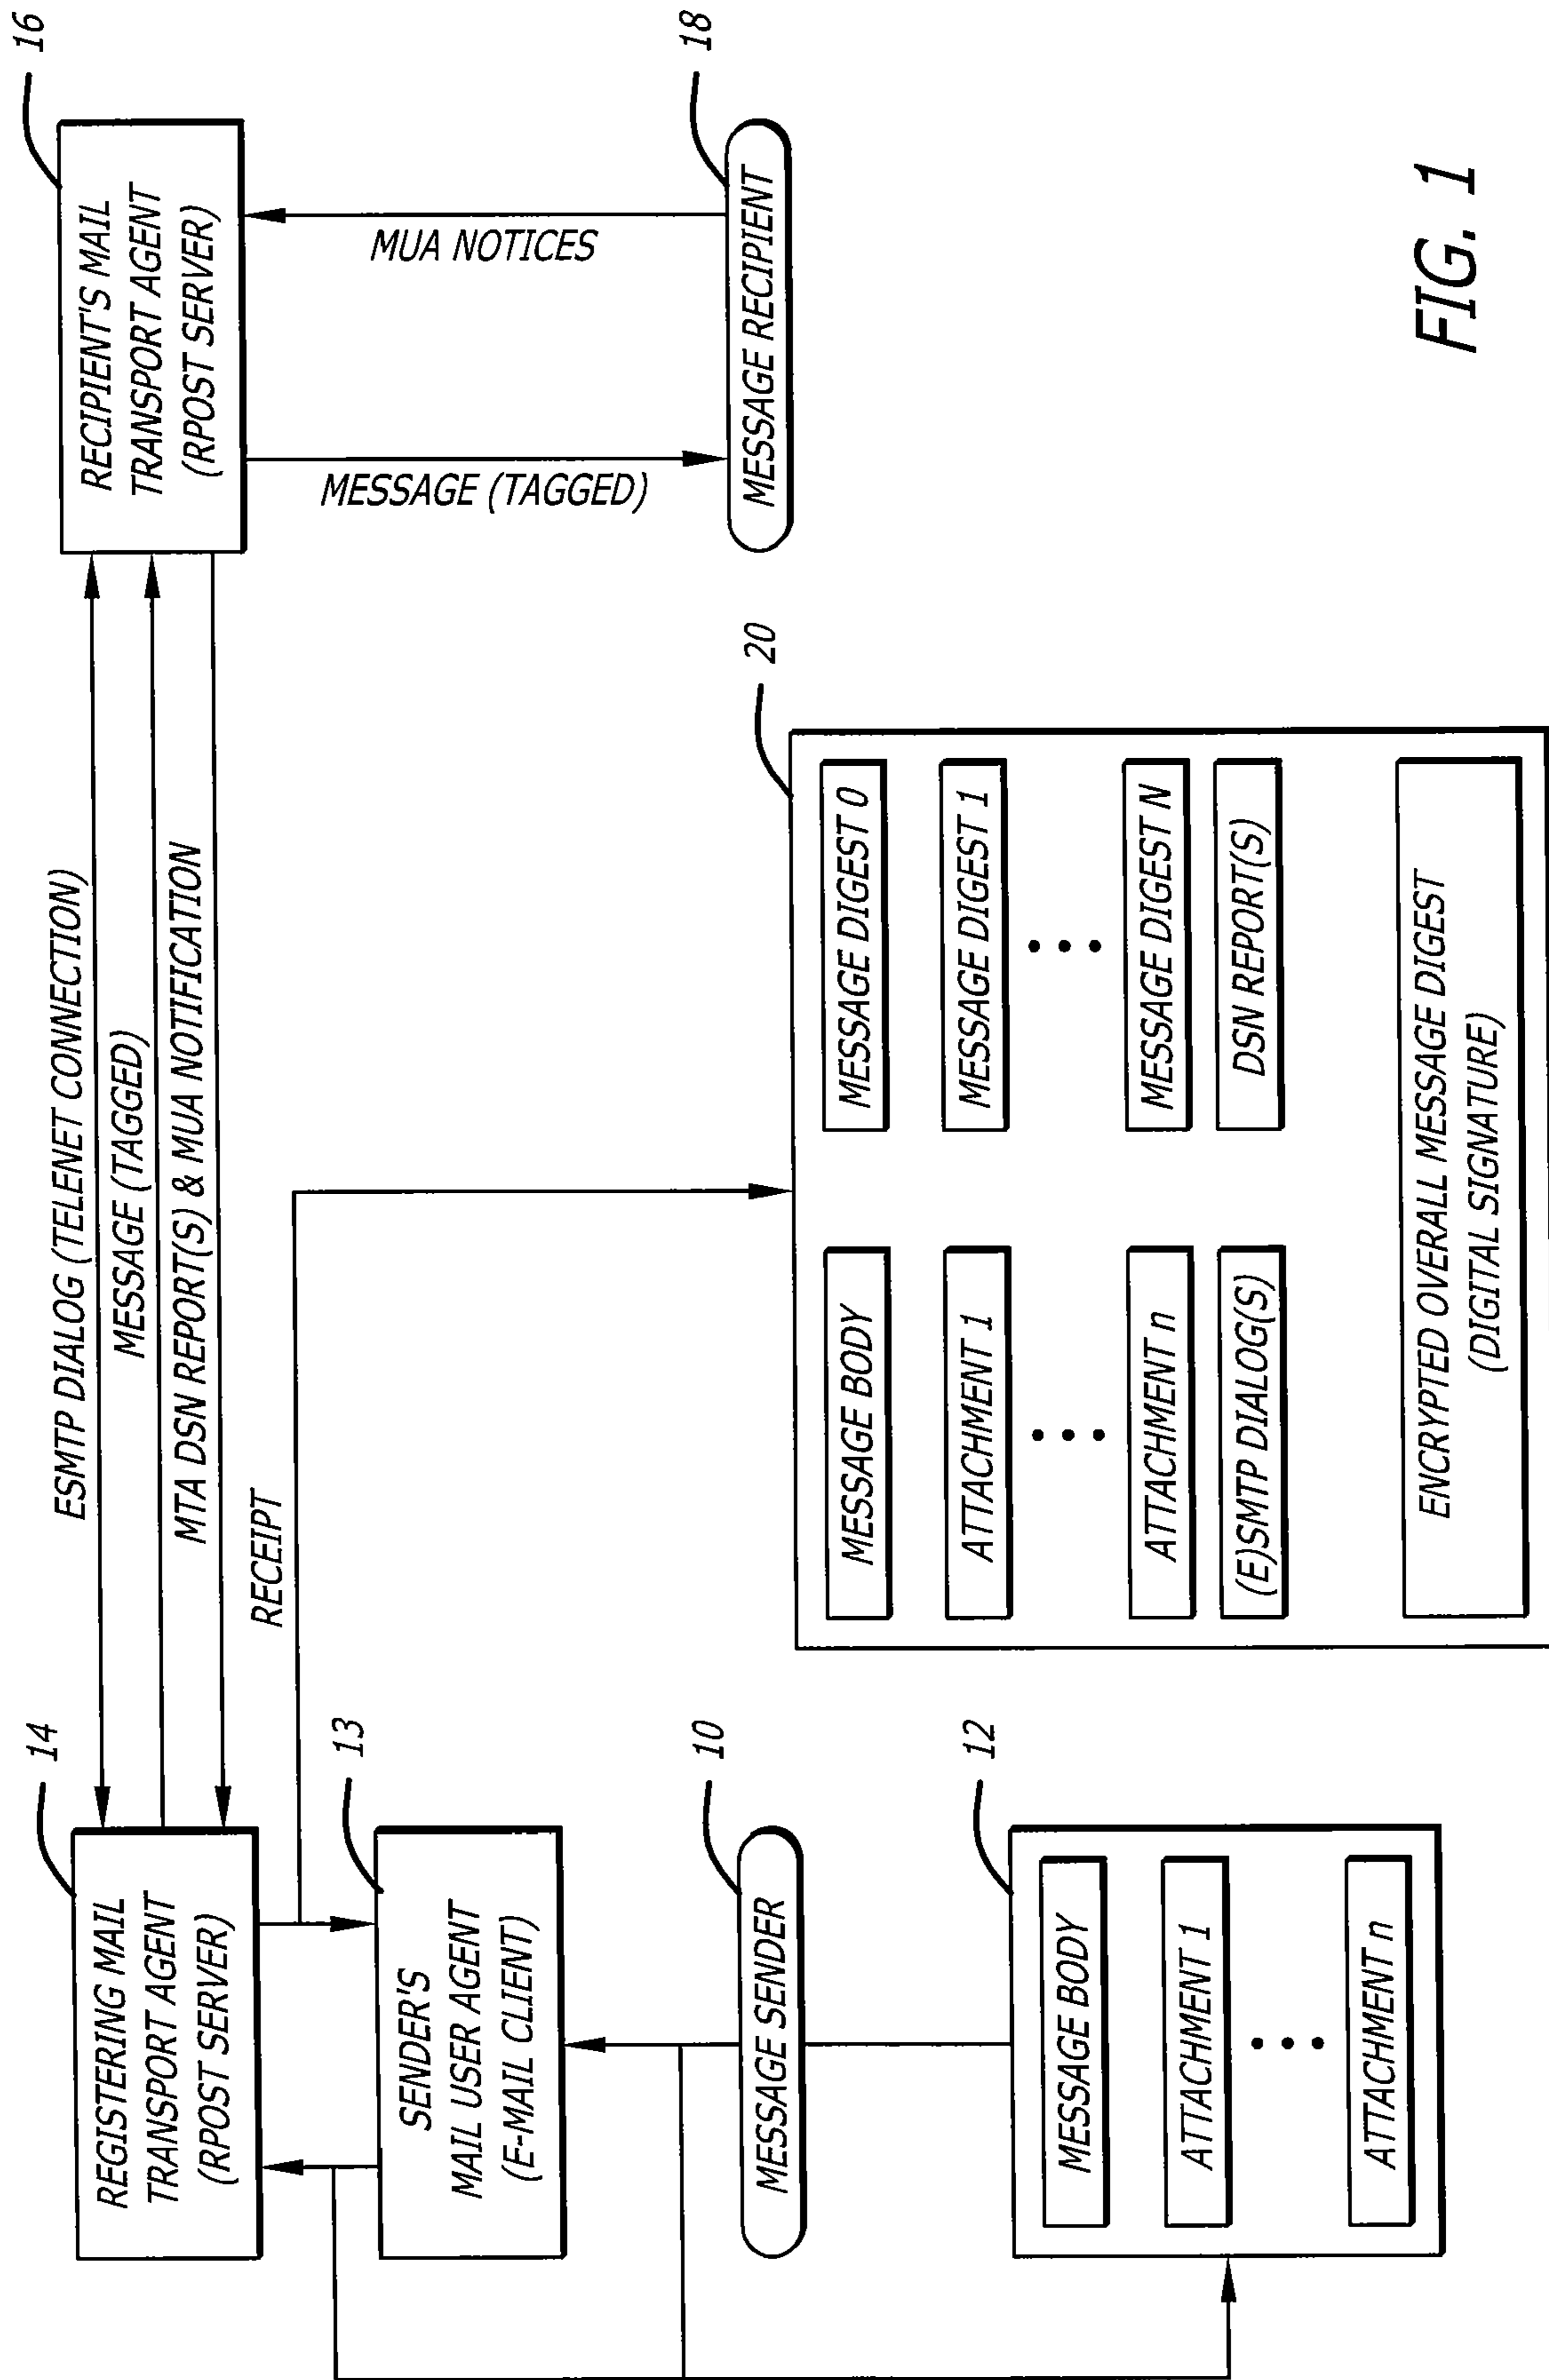 14
REGISTERING MAIL
TRANSPORT AGENT
(RPOST SERVER)
ESMTP DIALOG (TELENET CONNECTION)
MESSAGE (TAGGED)
MTA DSN REPORT(S) & MUA NOTIFICATION
16
RECIPIENT'S MAIL
TRANSPORT AGENT
(RPOST SERVER)
RECEIPT
13
SENDER'S
MAIL USER AGENT
(E-MAIL CLIENT)
MESSAGE (TAGGED)
MUA NOTICES
10
MESSAGE SENDER
18
MESSAGE RECIPIENT
12
MESSAGE BODY
ATTACHMENT 1
ATTACHMENT n
20
MESSAGE BODY
MESSAGE DIGEST 0
ATTACHMENT 1
MESSAGE DIGEST 1
ATTACHMENT n
MESSAGE DIGEST N
(E)SMTP DIALOG(S)
DSN REPORT(S)
ENCRYPTED OVERALL MESSAGE DIGEST
(DIGITAL SIGNATURE)
FIG. 1